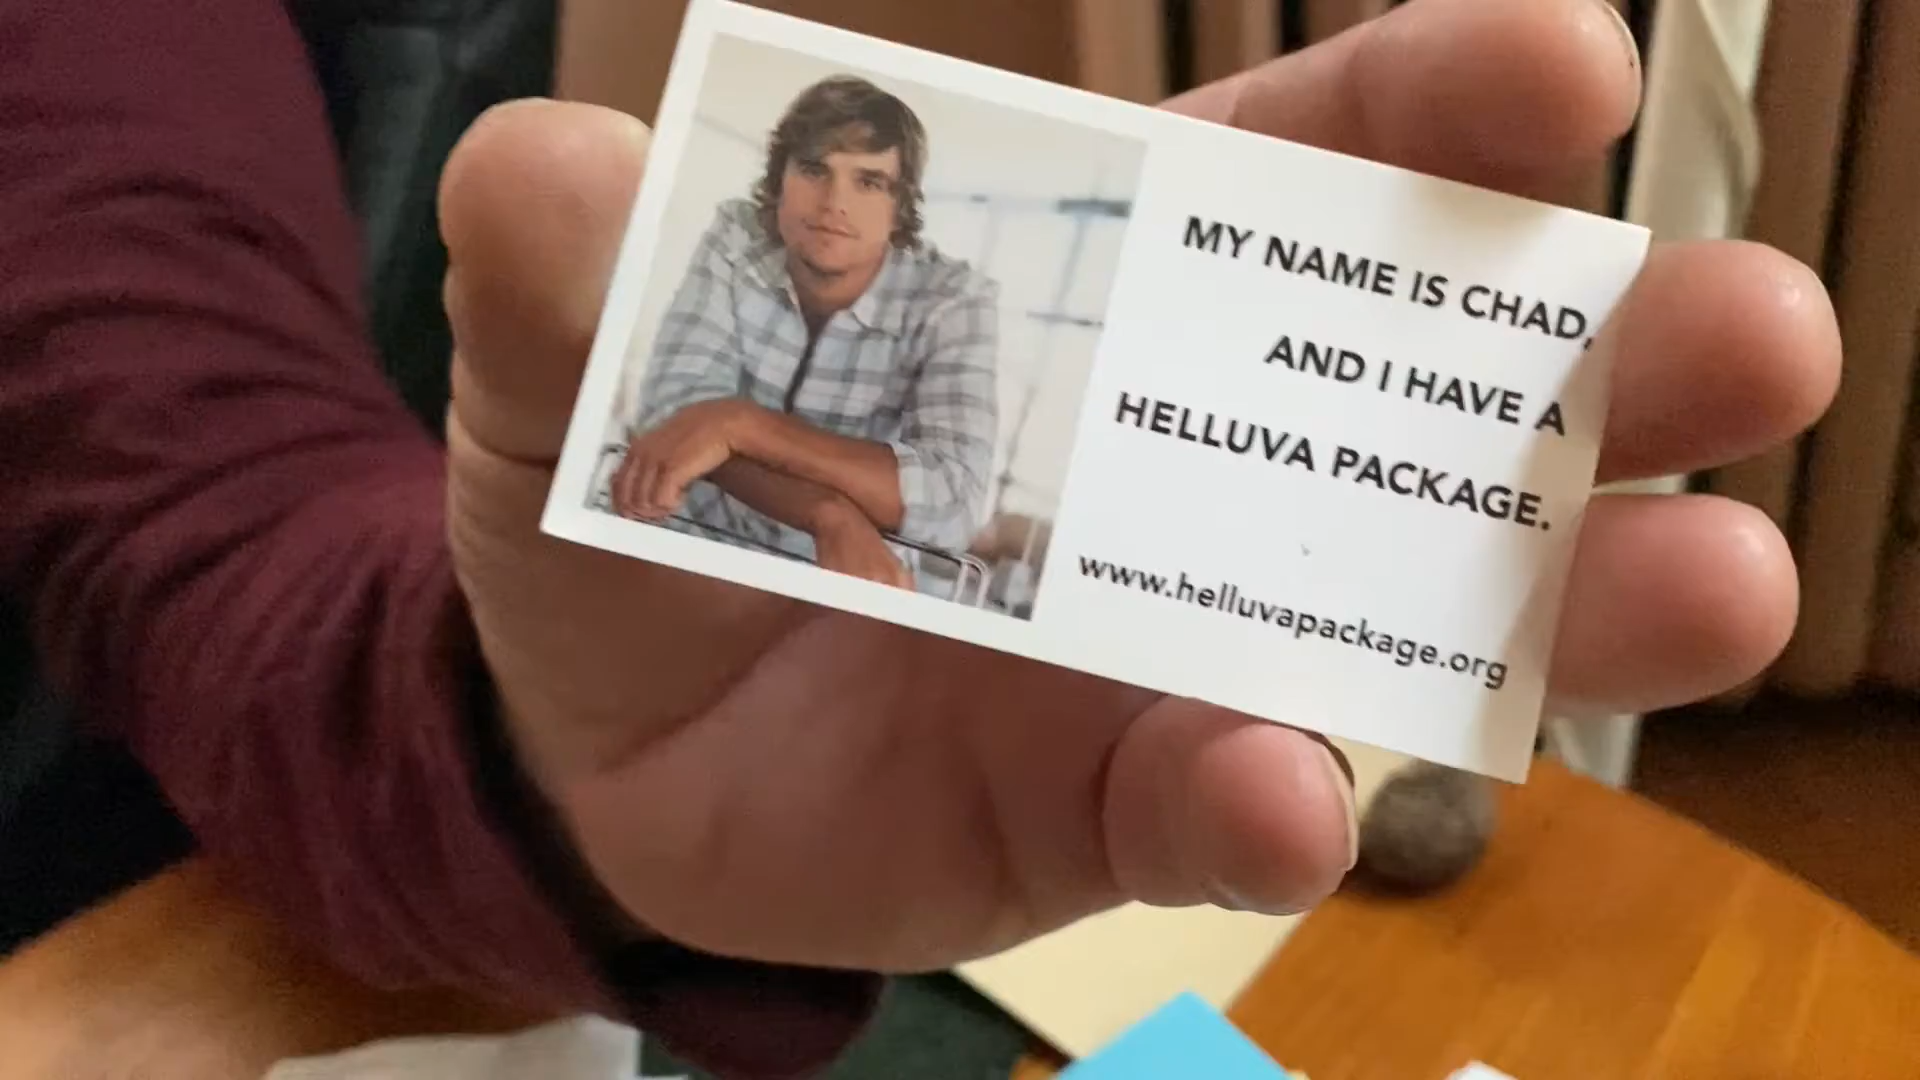 MY NAME IS CHAD,
AND I HAVE A
HELLUVA PACKAGE.
www.helluvapackage.org